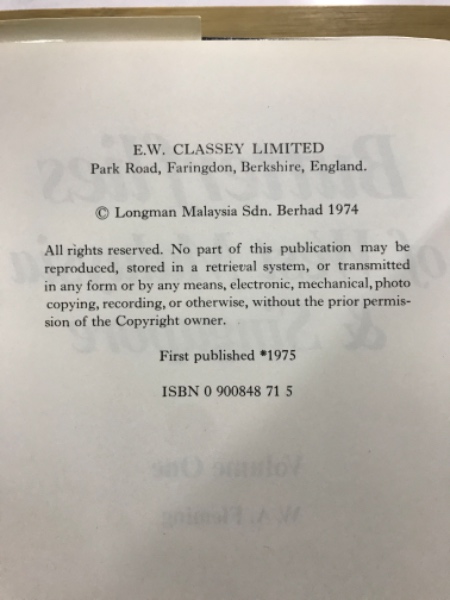 E.W. CLASSEY LIMITED
Park Road, Faringdon, Berkshire, England.
© Longman Malaysia Sdn. Berhad 1974
All rights reserved. No part of this publication may be
reproduced, stored in a retrieval system, or transmitted
in any form or by any means, electronic, mechanical, photo
copying, recording, or otherwise, without the prior permis-
sion of the Copyright owner.
First published *1975
ISBN 0 900848 71 5